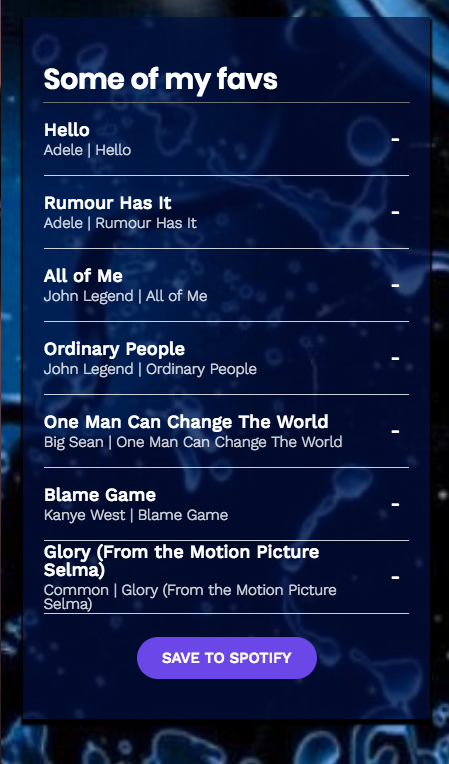 Some of my favs
Hello
Adele | Hello
-
Rumour Has It
Adele | Rumour Has It
-
All of Me
John Legend | All of Me
-
Ordinary People
John Legend | Ordinary People
-
One Man Can Change The World
Big Sean | One Man Can Change The World
-
Blame Game
Kanye West | Blame Game
-
Glory (From the Motion Picture
Selma)
Common | Glory (From the Motion Picture
Selma)
-
SAVE TO SPOTIFY